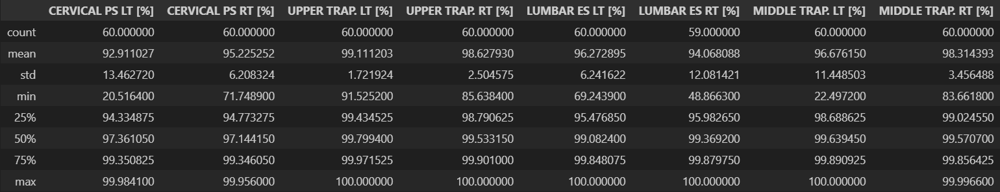 CERVICAL PS LT [%] CERVICAL PS RT [%] UPPER TRAP. LT [%] UPPER TRAP. RT [%] LUMBAR ES LT [%] LUMBAR ES RT [%] MIDDLE TRAP. LT [%] MIDDLE TRAP. RT [%]
count 60.000000 60.000000 60.000000 60.000000 60.000000 59.000000 60.000000 60.000000
mean 92.911027 95.225252 99.111203 98.627930 96.272895 94.068088 96.676150 98.314393
std 13.462720 6.208324 1.721924 2.504575 6.241622 12.081421 11.448503 3.456488
min 20.516400 71.748900 91.525200 85.638400 69.243900 48.866300 22.497200 83.661800
25% 94.334875 94.773275 99.434525 98.790625 95.476850 95.982650 98.688625 99.024550
50% 97.361050 97.144150 99.799400 99.533150 99.082400 99.369200 99.639450 99.570700
75% 99.350825 99.346050 99.971525 99.901000 99.848075 99.879750 99.890925 99.856425
max 99.984100 99.956000 100.000000 100.000000 100.000000 100.000000 100.000000 99.996600